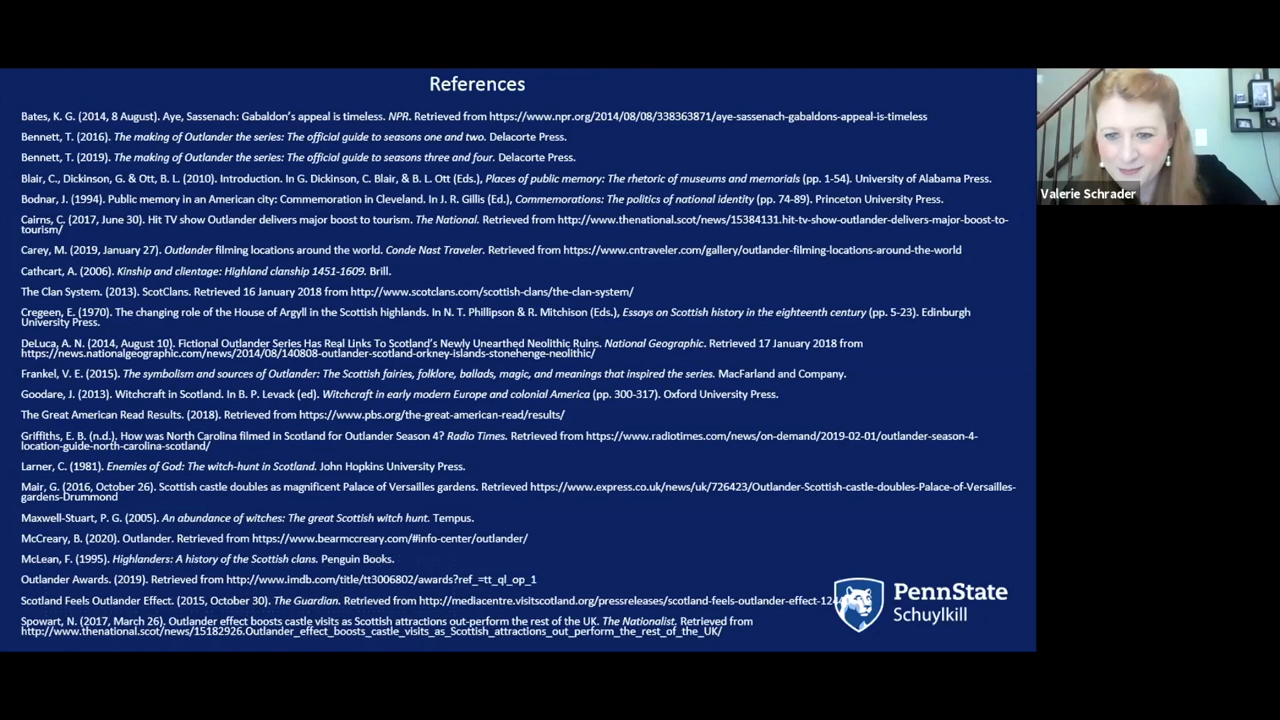 References
Bates, K. G. (2014, 8 August). Aye, Sassenach: Gabaldon's appeal is timeless. NPR. Retrieved from https://www.npr.org/2014/08/08/338363871/aye-sassenach-gabaldons-appeal-is-timeless
Bennett, T. (2016). The making of Outlander the series: The official guide to seasons one and two. Delacorte Press.
Bennett, T. (2019). The making of Outlander the series: The official guide to seasons three and four. Delacorte Press.
Blair, C., Dickinson, G. & Ott, B. L. (2010). Introduction. In G. Dickinson, C. Blair, & B. L. Ott (Eds.), Places of public memory: The rhetoric of museums and memorials (pp. 1-54). University of Alabama Press.
Bodnar, J. (1994). Public memory in an American city: Commemoration in Cleveland. In J. R. Gillis (Ed.), Commemorations: The politics of national identity (pp. 74-89). Princeton University Press.
Cairns, C. (2017, June 30). Hit TV show Outlander delivers major boost to tourism. The National. Retrieved from http://www.thenational.scot/news/15384131.hit-tv-show-outlander-delivers-major-boost-to-
tourism/
Carey, M. (2019, January 27). Outlander filming locations around the world. Conde Nast Traveler. Retrieved from https://www.cntraveler.com/gallery/outlander-filming-locations-around-the-world
Cathcart, A. (2006). Kinship and clientage: Highland clanship 1451-1609. Brill.
The Clan System. (2013). ScotClans. Retrieved 16 January 2018 from http://www.scotclans.com/scottish-clans/the-clan-system/
Cregeen, E. (1970). The changing role of the House of Argyll in the Scottish highlands. In N. T. Phillipson & R. Mitchison (Eds.), Essays on Scottish history in the eighteenth century (pp. 5-23). Edinburgh
University Press.
DeLuca, A. N. (2014, August 10). Fictional Outlander Series Has Real Links To Scotland's Newly Unearthed Neolithic Ruins. National Geographic. Retrieved 17 January 2018 from
https://news.nationalgeographic.com/news/2014/08/140808-outlander-scotland-orkney-islands-stonehenge-neolithic/
Frankel, V. E. (2015). The symbolism and sources of Outlander: The Scottish fairies, folklore, ballads, magic, and meanings that inspired the series. MacFarland and Company.
Goodare, J. (2013). Witchcraft in Scotland. In B. P. Levack (ed). Witchcraft in early modern Europe and colonial America (pp. 300-317). Oxford University Press.
The Great American Read Results. (2018). Retrieved from https://www.pbs.org/the-great-american-read/results/
Griffiths, E. B. (n.d.). How was North Carolina filmed in Scotland for Outlander Season 4? Radio Times. Retrieved from https://www.radiotimes.com/news/on-demand/2019-02-01/outlander-season-4-
location-guide-north-carolina-scotland/
Larner, C. (1981). Enemies of God: The witch-hunt in Scotland. John Hopkins University Press.
Mair, G. (2016, October 26). Scottish castle doubles as magnificent Palace of Versailles gardens. Retrieved https://www.express.co.uk/news/uk/726423/Outlander-Scottish-castle-doubles-Palace-of-Versailles-
gardens-Drummond
Maxwell-Stuart, P. G. (2005). An abundance of witches: The great Scottish witch hunt. Tempus.
McCreary, B. (2020). Outlander. Retrieved from https://www.bearmccreary.com/#info-center/outlander/
McLean, F. (1995). Highlanders: A history of the Scottish clans. Penguin Books.
Outlander Awards. (2019). Retrieved from http://www.imdb.com/title/tt3006802/awards?ref_=tt_ql_op_1
Scotland Feels Outlander Effect. (2015, October 30). The Guardian. Retrieved from http://mediacentre.visitscotland.org/pressreleases/scotland-feels-outlander-effect-124
Spowart, N. (2017, March 26). Outlander effect boosts castle visits as Scottish attractions out-perform the rest of the UK. The Nationalist. Retrieved from
http://www.thenational.scot/news/15182926.Outlander_effect_boosts_castle_visits_as_Scottish_attractions_out_perform_the_rest_of_the_UK/
PennState
Schuylkill
Valerie Schrader